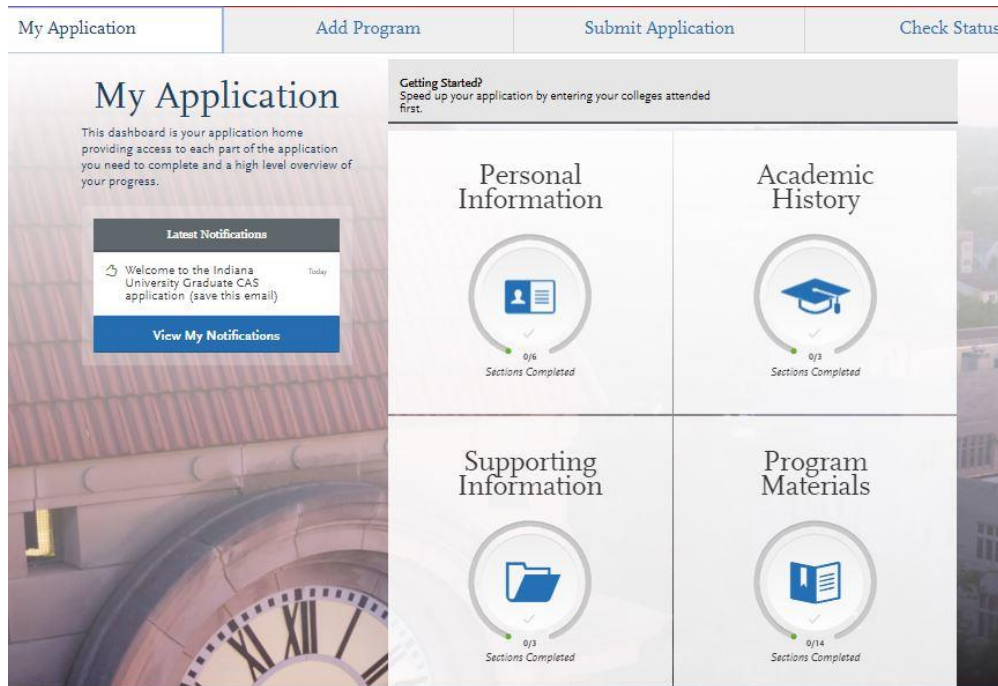 My Application
Add Program
Submit Application
Check Status
My Application
This dashboard is your application home
providing access to each part of the application
you need to complete and a high level overview of
your progress.
Latest Notifications
Welcome to the Indiana
University Graduate CAS
application (save this email)
Today
View My Notifications
Getting Started?
Speed up your application by entering your colleges attended
first.
Personal
Information
0/6
Sections Completed
Academic
History
0/3
Sections Completed
Supporting
Information
0/3
Sections Completed
Program
Materials
0/14
Sections Completed
XII
I